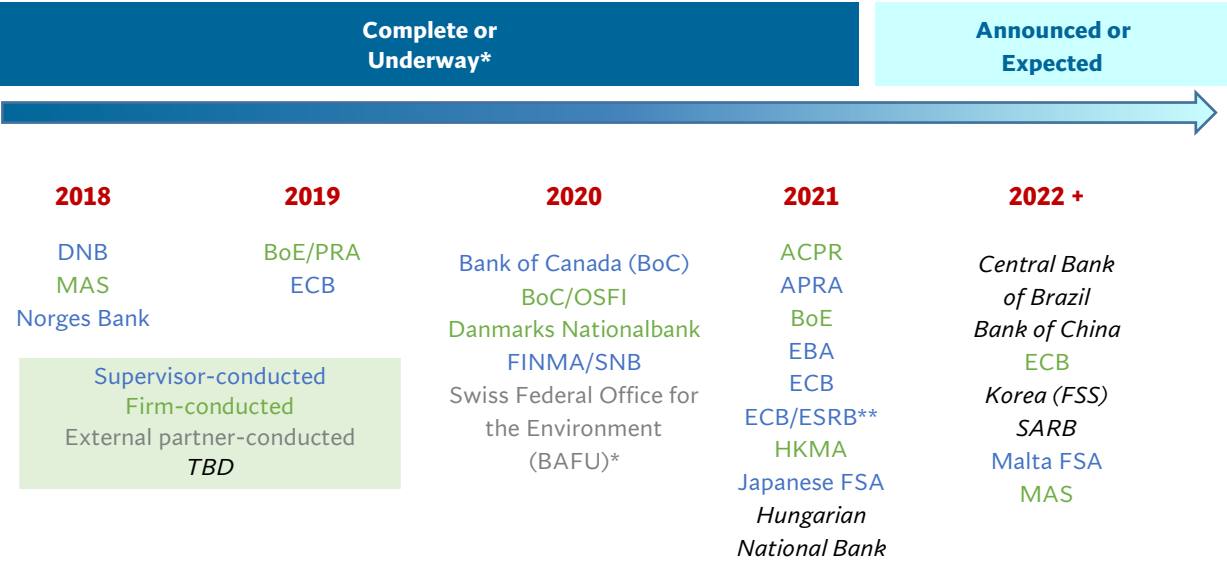 Complete or
Underway*
Announced or
Expected
2018
2019
2020
2021
2022 +
DNB
MAS
Norges Bank
BoE/PRA
ECB
Bank of Canada (BoC)
BoC/OSFI
Danmarks Nationalbank
FINMA/SNB
Swiss Federal Office for
the Environment
(BAFU)*
ACPR
APRA
BoE
EBA
ECB
ECB/ESRB**
HKMA
Japanese FSA
Hungarian
National Bank
Central Bank
of Brazil
Bank of China
ECB
Korea (FSS)
SARB
Malta FSA
MAS
Supervisor-conducted
Firm-conducted
External partner-conducted
TBD